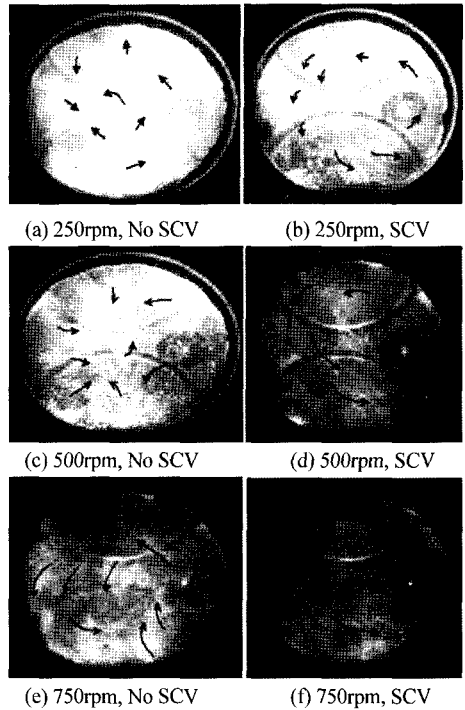 (a) 250rpm, No SCV
(b) 250rpm, SCV
(c) 500rpm, No SCV
(d) 500rpm, SCV
(e) 750rpm, No SCV
(f) 750rpm, SCV